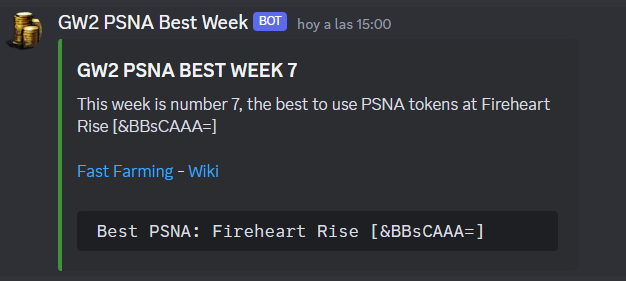 GW2 PSNA Best Week BOT hoy a las 15:00
GW2 PSNA BEST WEEK 7
This week is number 7, the best to use PSNA tokens at Fireheart
Rise [&BBsCAAA=]
Fast Farming - Wiki
Best PSNA: Fireheart Rise [&BBsCAAA=]